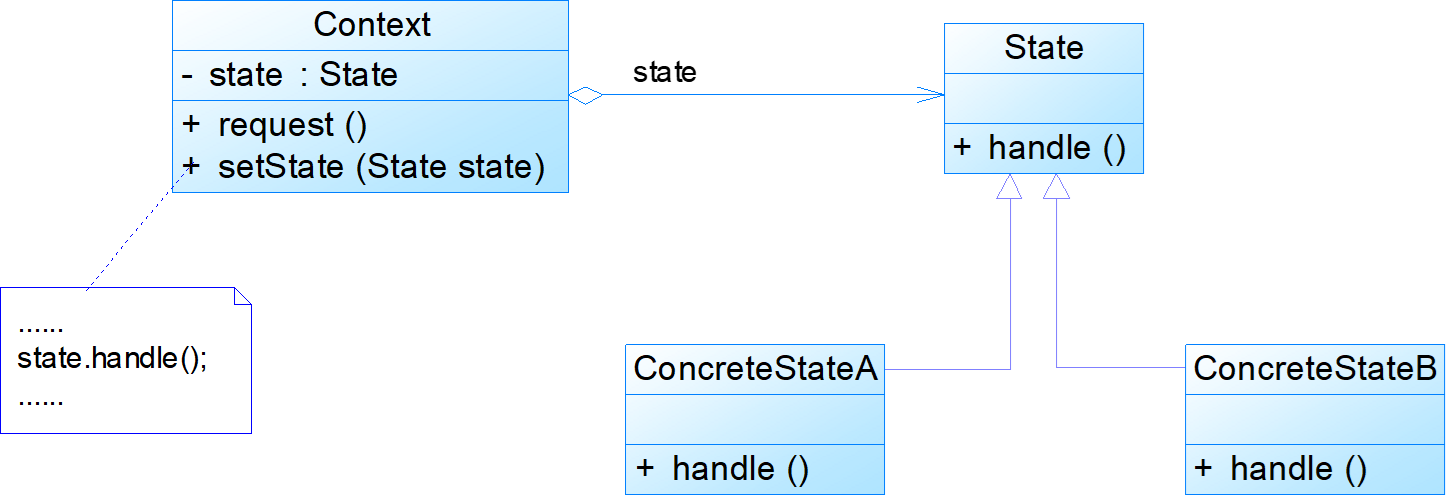 Context
- state : State
+ request ()
+ setState (State state)
state
State
+ handle ()
......
state.handle();
......
ConcreteStateA
+ handle ()
ConcreteStateB
+ handle ()